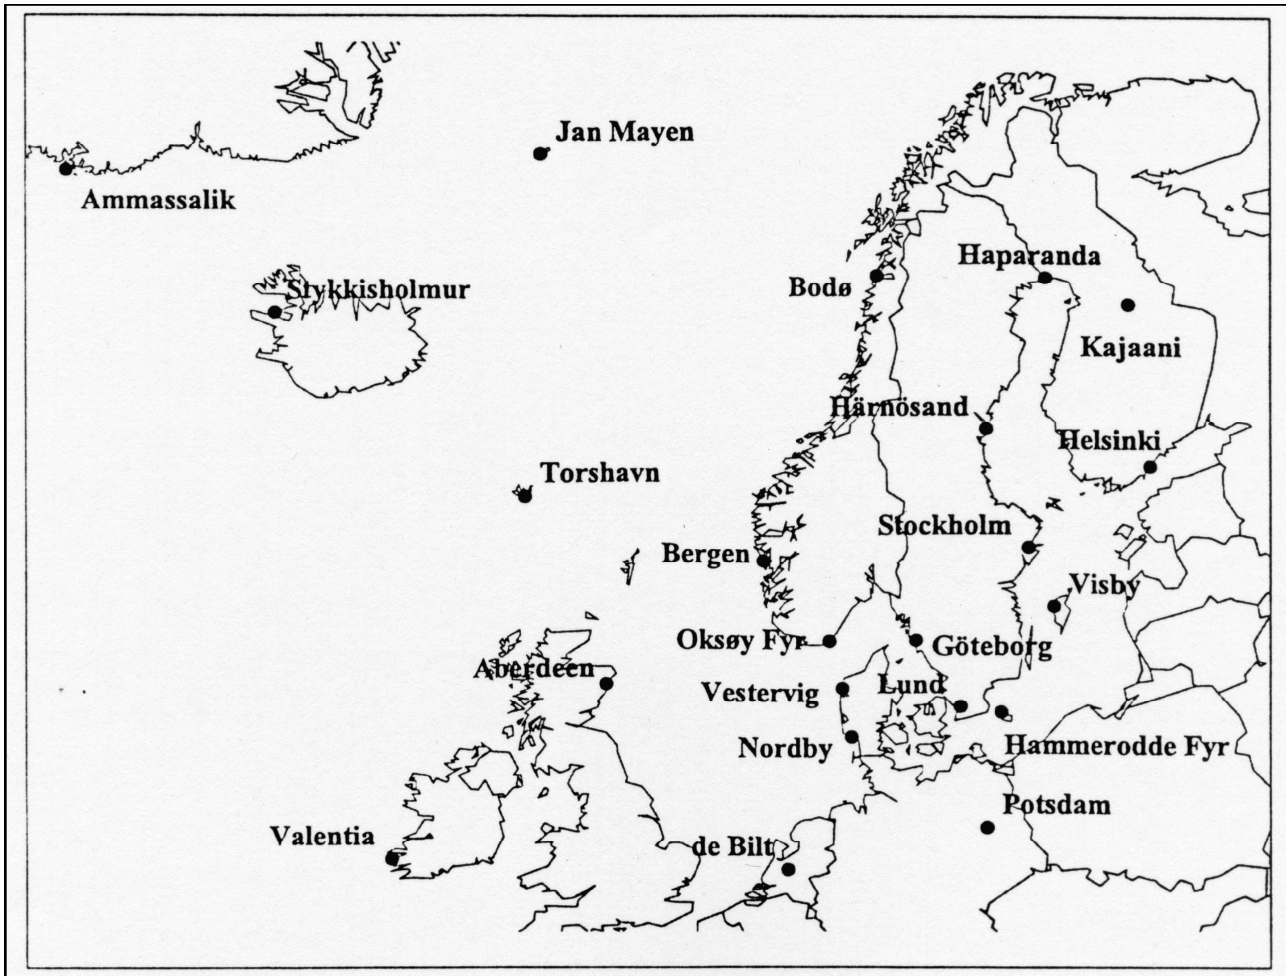 Jan Mayen
Ammassalik
Haparanda
Stykkisholmur
Bodø
Kajaani
Härnösand
Helsinki
Torshavn
Stockholm
Bergen
Visby
Oksøy Fyr
Göteborg
Aberdeen
Vestervig
Lund
Nordby
Hammerodde Fyr
Potsdam
Valentia
de Bilt